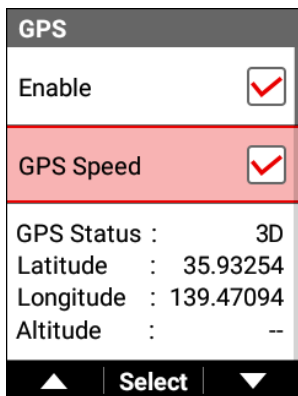 GPS
Enable
GPS Speed
GPS Status : 3D
Latitude : 35.93254
Longitude : 139.47094
Altitude : --
Select